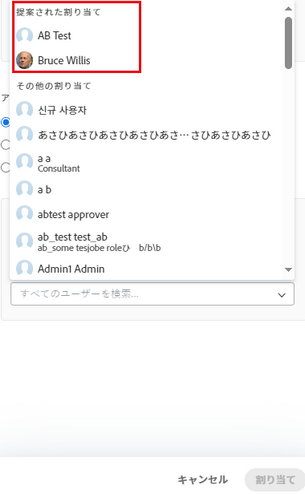 提案された割り当て
AB Test
Bruce Willis
その他の割り当て
신규 사용자
あさひあさひあさひあさひあさ…さひあさひあさひ
a a
Consultant
a b
abtest approver
ab_test test_ab
ab_some tesjobe roleひ b/b\b
Admin1 Admin
ア
すべてのユーザーを検索...
キャンセル
割り当て